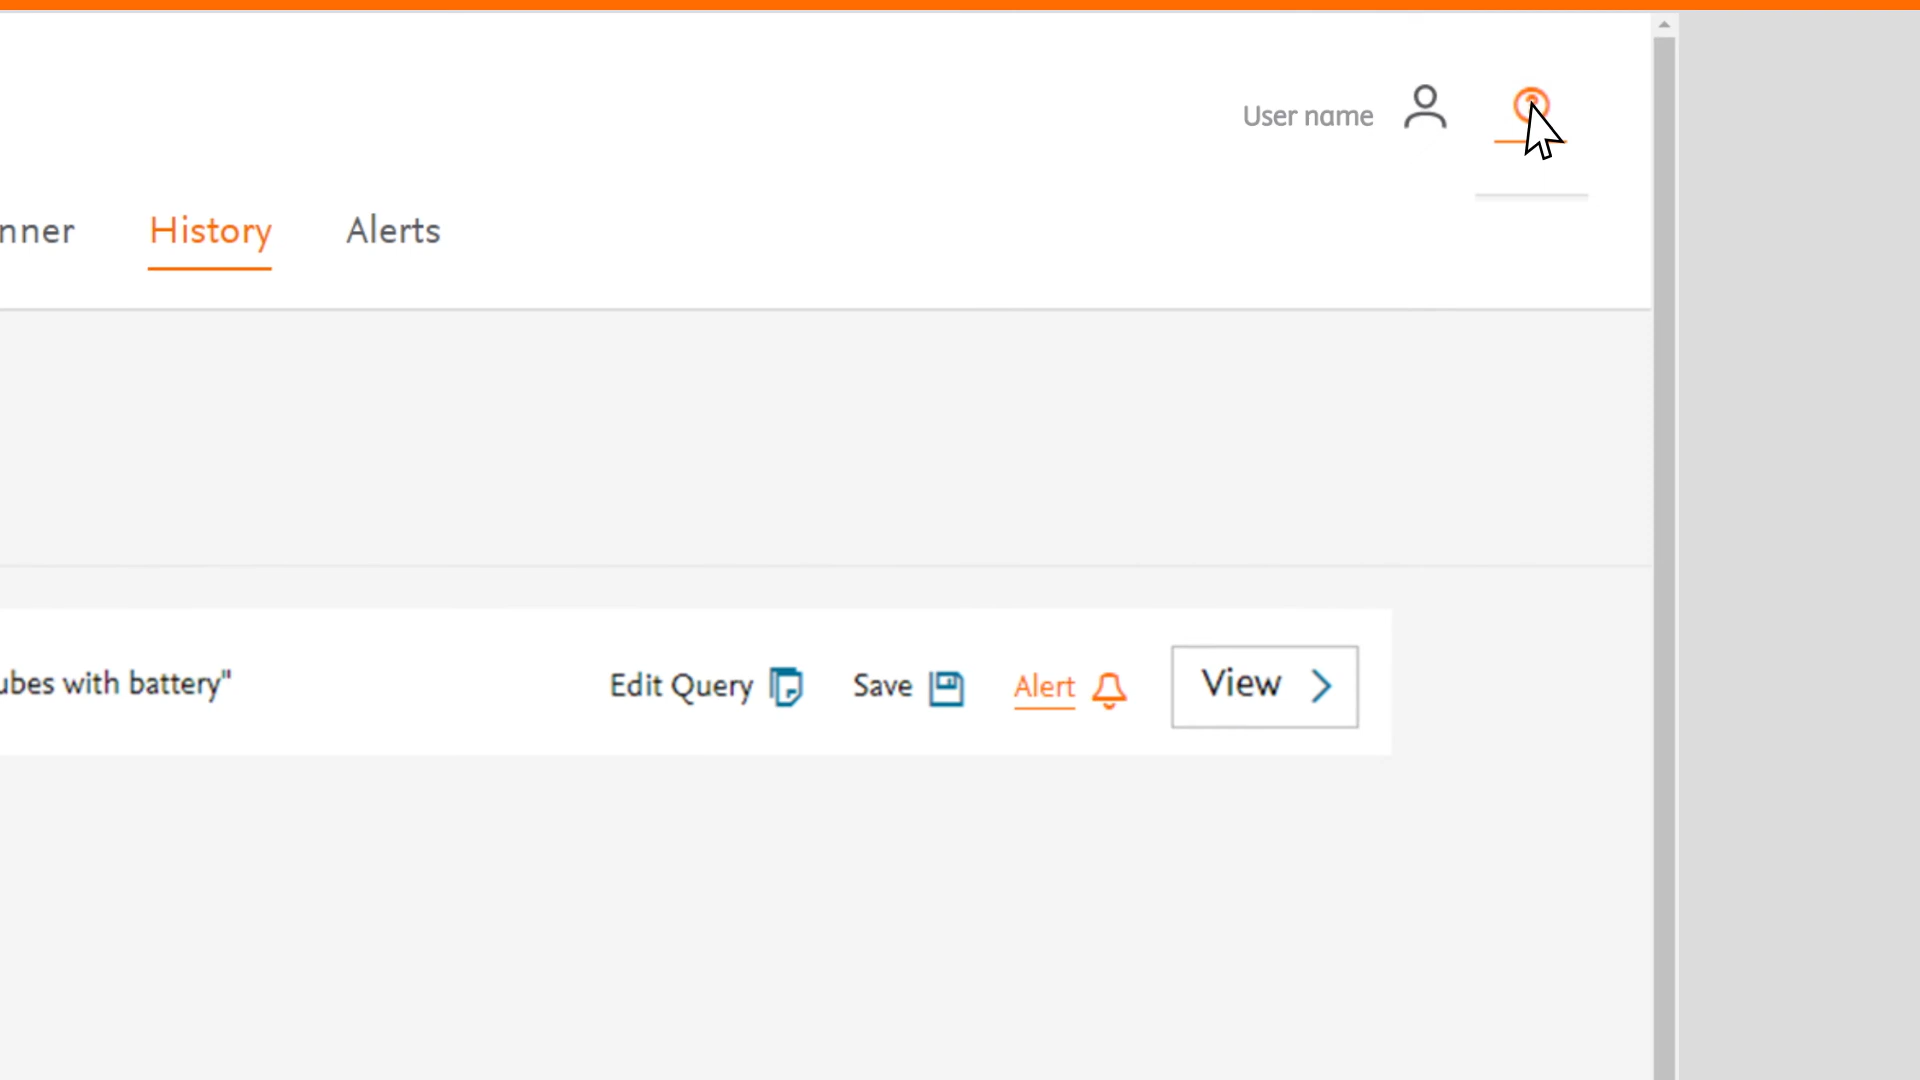 User name
nner History Alerts
ubes with battery" Edit Query Save Alert View